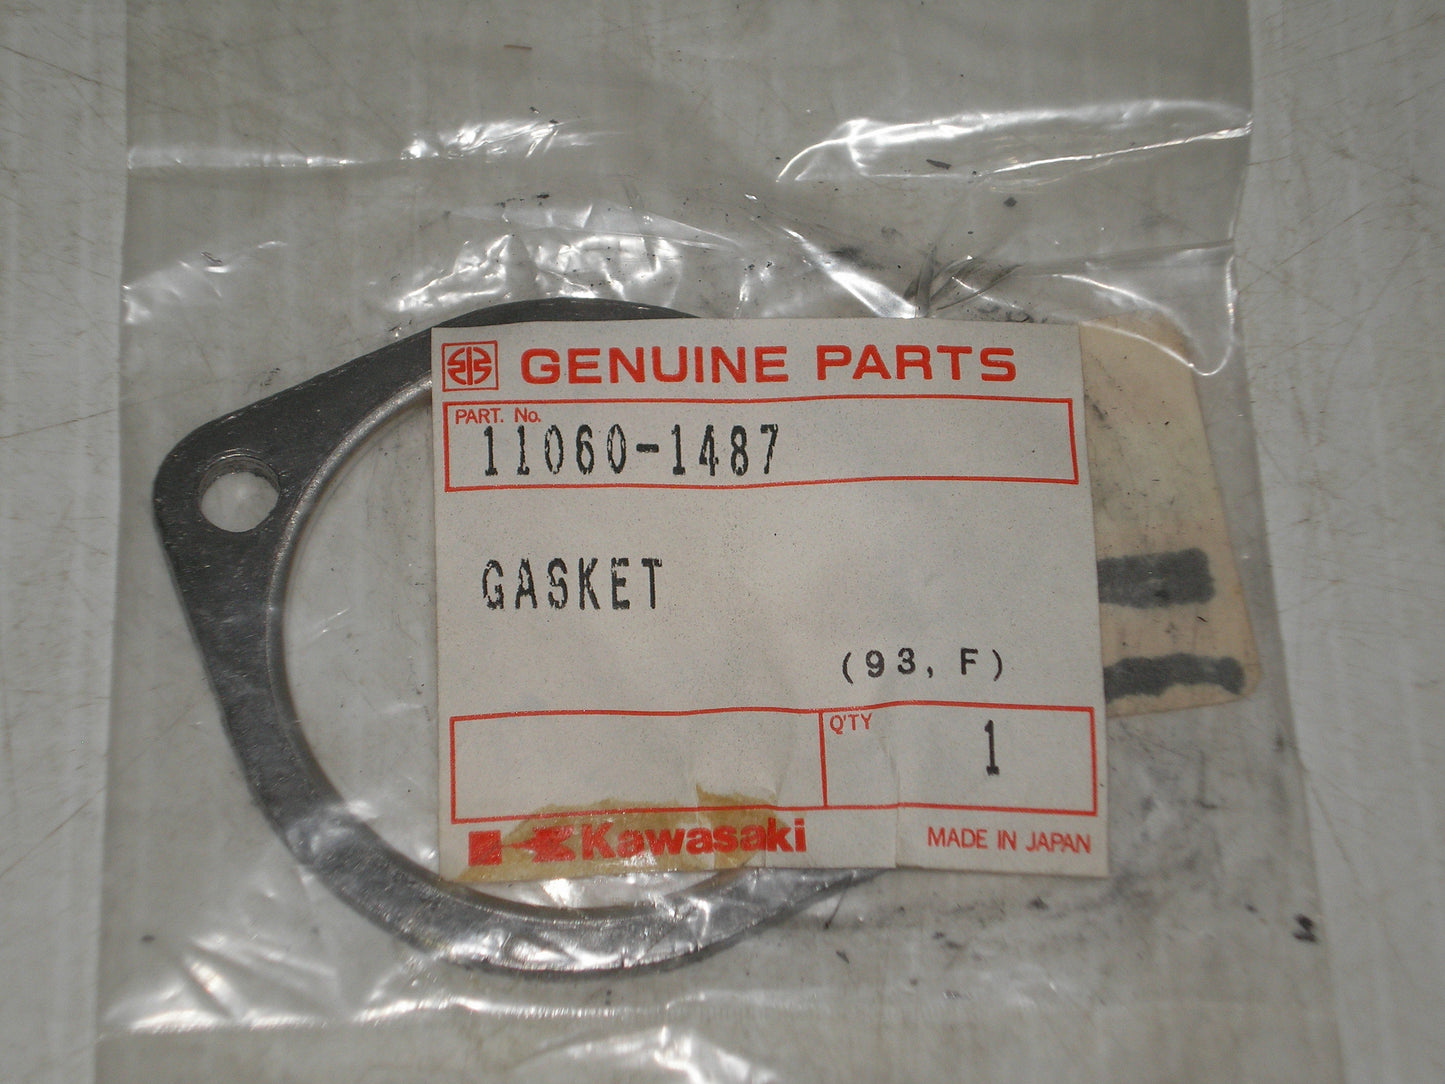 GENUINE PARTS
PART. No.
11060-1487
GASKET
(93, F)
Q'TY
1
Kawasaki
MADE IN JAPAN